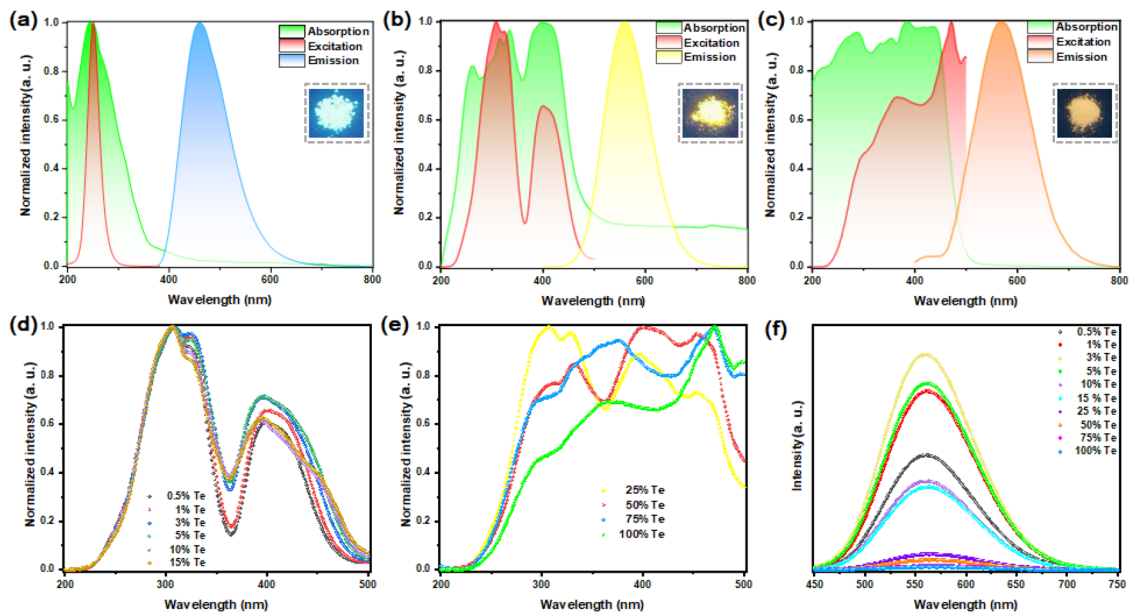 (a)
Absorption
Excitation
Emission
Normalized intensity(a. u.)
1.0
0.8
0.6
0.4
0.2
0.0
200 400 600 800
Wavelength (nm)
(b)
Absorption
Excitation
Emission
Normalized intensity (a. u.)
1.0
0.8
0.6
0.4
0.2
0.0
200 400 600 800
Wavelength (nm)
(c)
Absorption
Excitation
Emission
Normalized intensity (a. u.)
1.0
0.8
0.6
0.4
0.2
0.0
200 300 400 500 600 700 800
Wavelength (nm)
(d)
Normalized intensity (a. u.)
1.0
0.8
0.6
0.4
0.2
0.0
0.5% Te
1% Te
3% Te
5% Te
10% Te
15% Te
200 300 400 500
Wavelength (nm)
(e)
Normalized intensity (a. u.)
1.0
0.8
0.6
0.4
0.2
0.0
25% Te
50% Te
75% Te
100% Te
200 300 400 500
Wavelength (nm)
(f)
Intensity (a. u.)
0.5% Te
1% Te
3% Te
5% Te
10% Te
15 % Te
25 % Te
50% Te
75% Te
100% Te
450 500 550 600 650 700 750
Wavelength (nm)